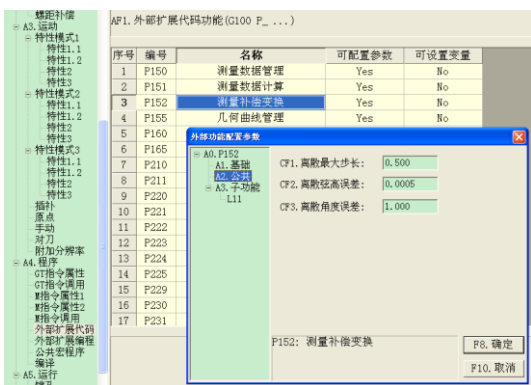 螺距补偿
A3.运动
特性模式1
特性1.1
特性1.2
特性2
特性3
特性模式2
特性1.1
特性1.2
特性2
特性3
特性模式3
特性1.1
特性1.2
特性2
特性3
插补
原点
手动
对刀
附加分辨率
A4.程序
GT指令属性
GT指令调用
M指令属性1
M指令属性2
M指令调用
外部扩展代码
外部扩展编程
公共宏程序
编译
A5.运行
AF1.外部扩展代码功能(G100 P_ ...)
序号 编号 名称 可配置参数 可设置变量
1 P150 测量数据管理 Yes No
2 P151 测量数据计算 Yes No
3 P152 测量补偿变换 Yes No
4 P155 几何曲线管理 Yes No
5 P160
6 P165
7 P210
8 P211
9 P220
10 P221
11 P222
12 P223
13 P224
14 P225
15 P229
16 P230
17 P231
外部功能配置参数
A0.P152
A1.基础
A2.公共
A3.子功能
L11
CF1.离散最大步长: 0.500
CF2.离散弦高误差: 0.0005
CF3.离散角度误差: 1.000
P152: 测量补偿变换
F8.确定
F10.取消